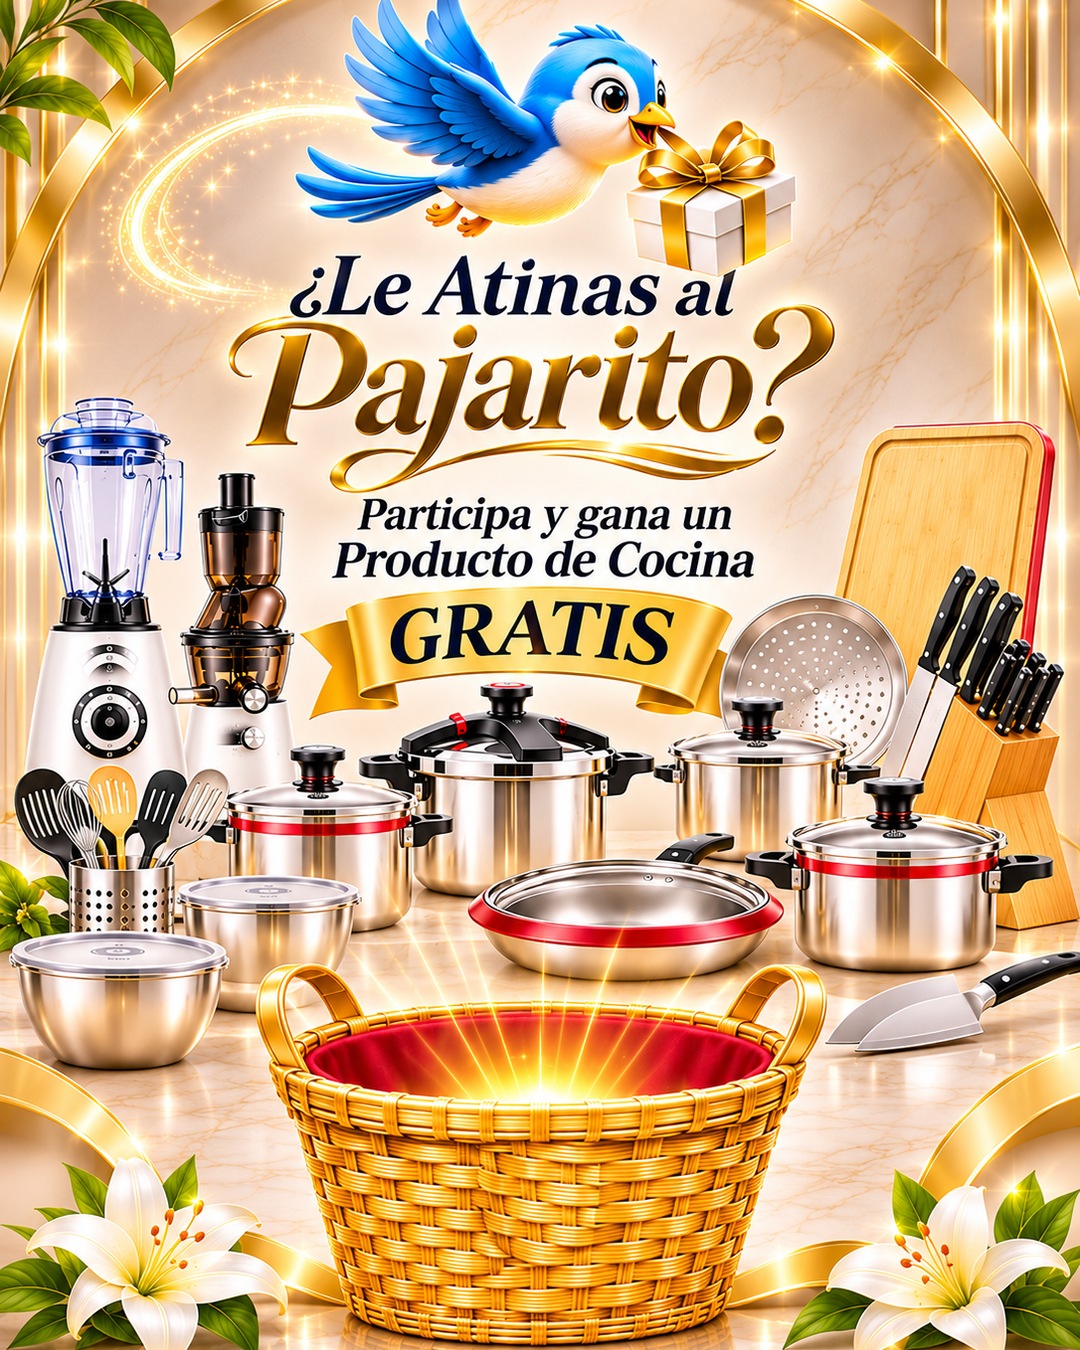 ¿Le Atinas al
Pajarito?
Participa y gana un
Producto de Cocina
GRATIS